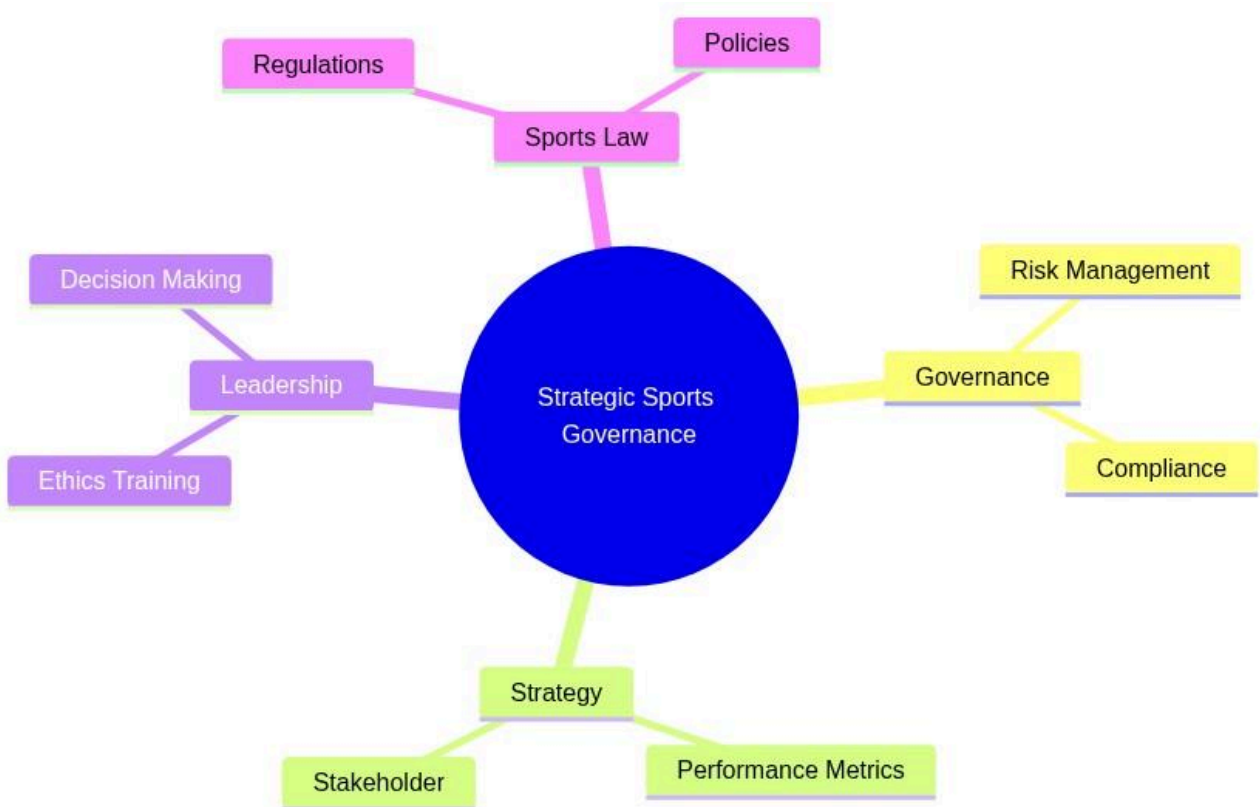 Policies
Regulations
Sports Law
Decision Making
Risk Management
Leadership
Governance
Strategic Sports
Governance
Ethics Training
Compliance
Strategy
Stakeholder
Performance Metrics